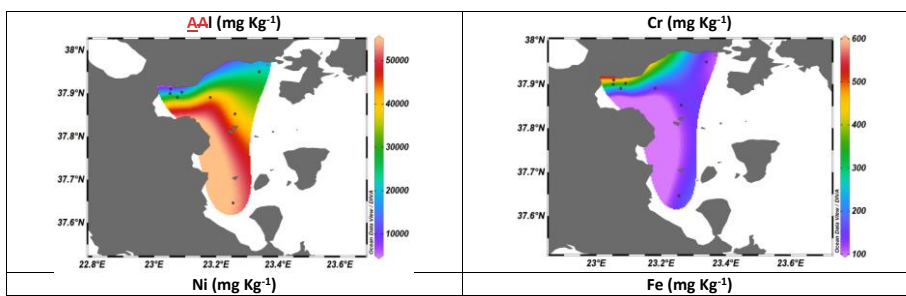 AAl (mg Kg-1)
Cr (mg Kg-1)
38°N
37.9°N
37.8°N
37.7°N
37.6°N
22.8°E
23°E
23.2°E
23.4°E
23.6°E
50000
40000
30000
20000
10000
Ocean Data View / DIVA
38°N
37.9°N
37.8°N
37.7°N
37.6°N
23°E
23.2°E
23.4°E
23.6°E
600
500
400
300
200
100
Ocean Data View / DIVA
Ni (mg Kg-1)
Fe (mg Kg-1)